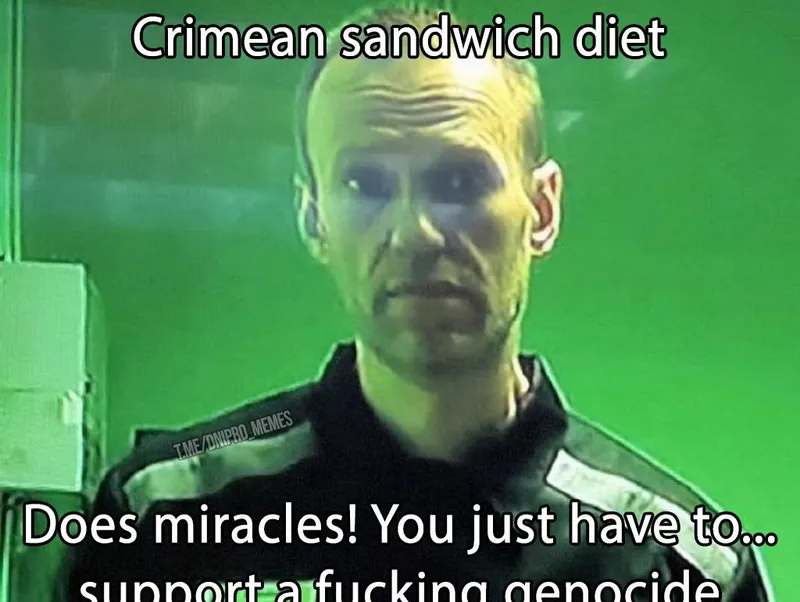 Crimean sandwich diet
T.ME/DNIPRO_MEMES
Does miracles! You just have to...
support a fucking genocide